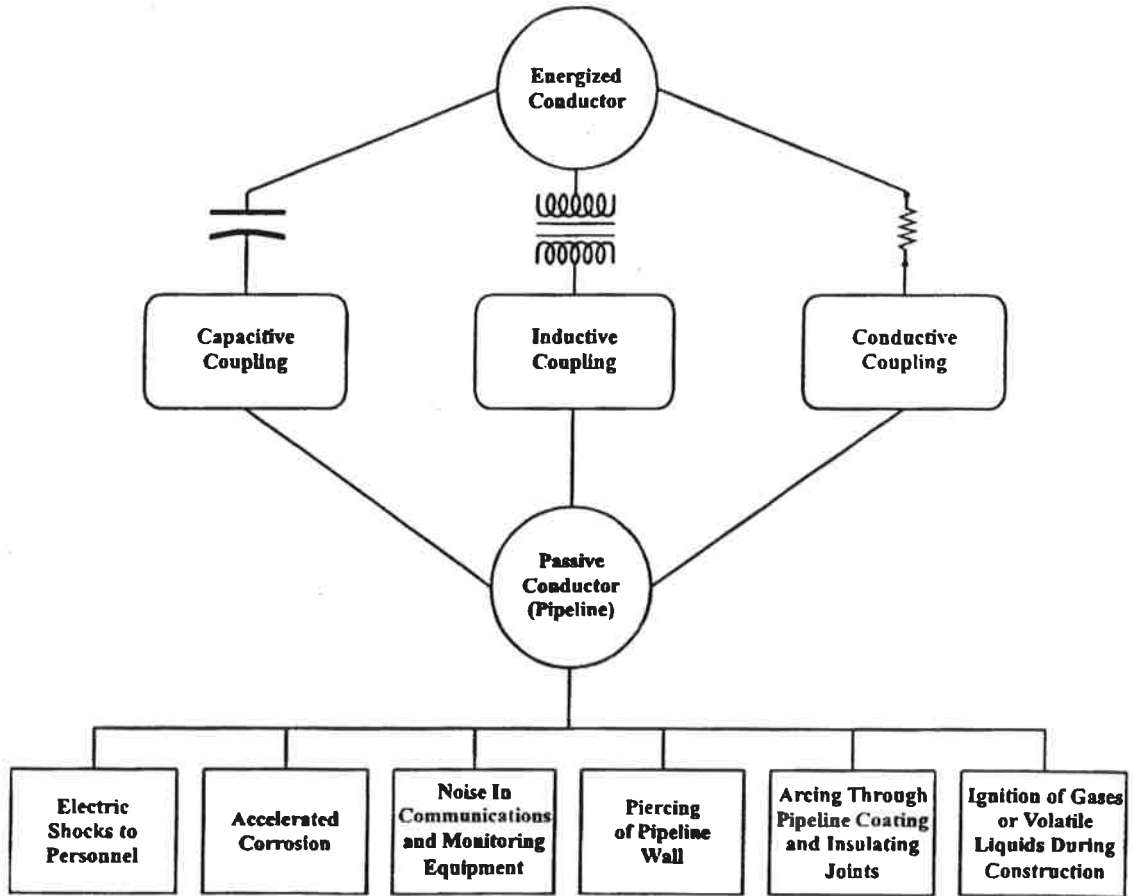 Energized
Conductor
Capacitive
Coupling
Inductive
Coupling
Conductive
Coupling
Passive
Conductor
(Pipeline)
Electric
Shocks to
Personnel
Accelerated
Corrosion
Noise In
Communications
and Monitoring
Equipment
Piercing
of Pipeline
Wall
Arcing Through
Pipeline Coating
and Insulating
Joints
Ignition of Gases
or Volatile
Liquids During
Construction